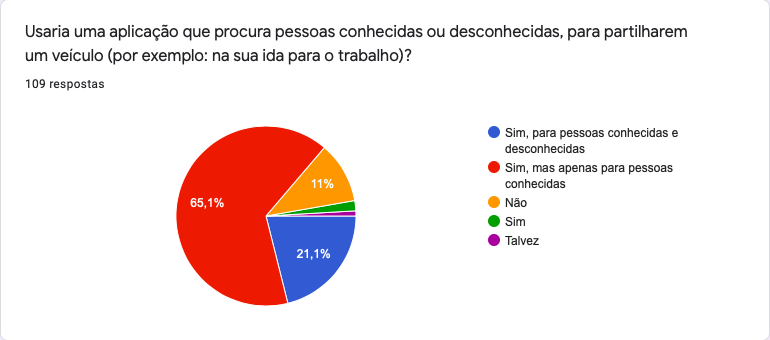 Usaria uma aplicação que procura pessoas conhecidas ou desconhecidas, para partilharem
um veículo (por exemplo: na sua ida para o trabalho)?
109 respostas
65,1%
11%
21,1%
Sim, para pessoas conhecidas e
desconhecidas
Sim, mas apenas para pessoas
conhecidas
Não
Sim
Talvez